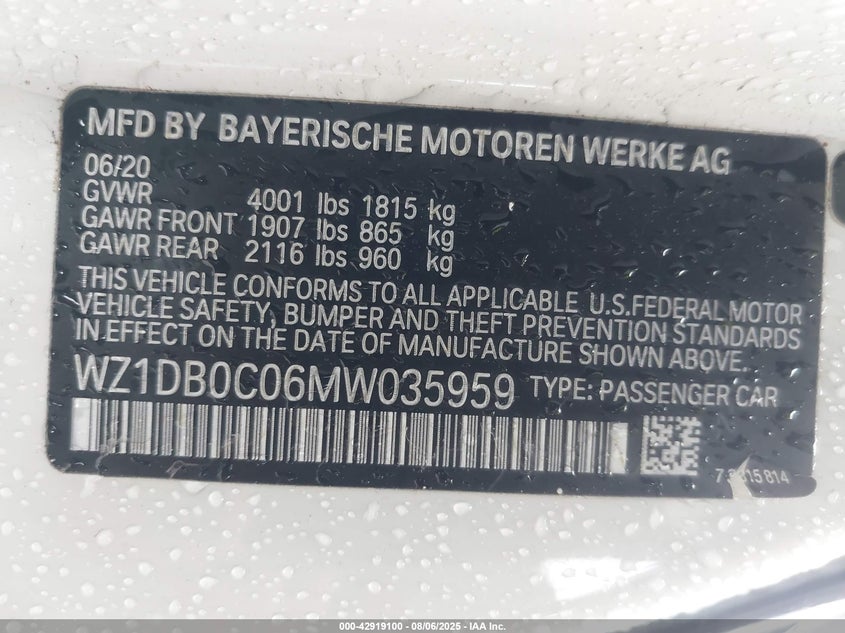 MFD BY BAYERISCHE MOTOREN WERKE AG
06/20
GVWR 4001 lbs 1815 kg
GAWR FRONT 1907 lbs 865 kg
GAWR REAR 2116 lbs 960 kg
THIS VEHICLE CONFORMS TO ALL APPLICABLE U.S.FEDERAL MOTOR
VEHICLE SAFETY, BUMPER AND THEFT PREVENTION STANDARDS
IN EFFECT ON THE DATE OF MANUFACTURE SHOWN ABOVE.
WZ1DB0C06MW035959 TYPE: PASSENGER CAR
000-42919100 - 08/06/2025 - IAA Inc.